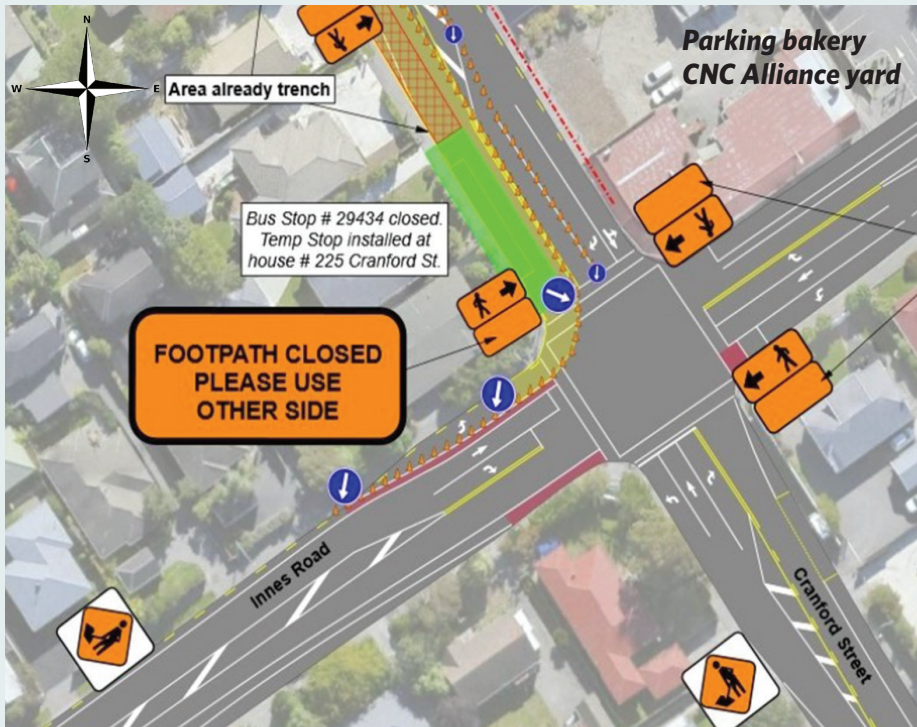 N
W
E
S
Parking bakery
CNC Alliance yard
Area already trench
Bus Stop # 29434 closed.
Temp Stop installed at
house # 225 Cranford St.
FOOTPATH CLOSED
PLEASE USE
OTHER SIDE
Innes Road
Cranford Street